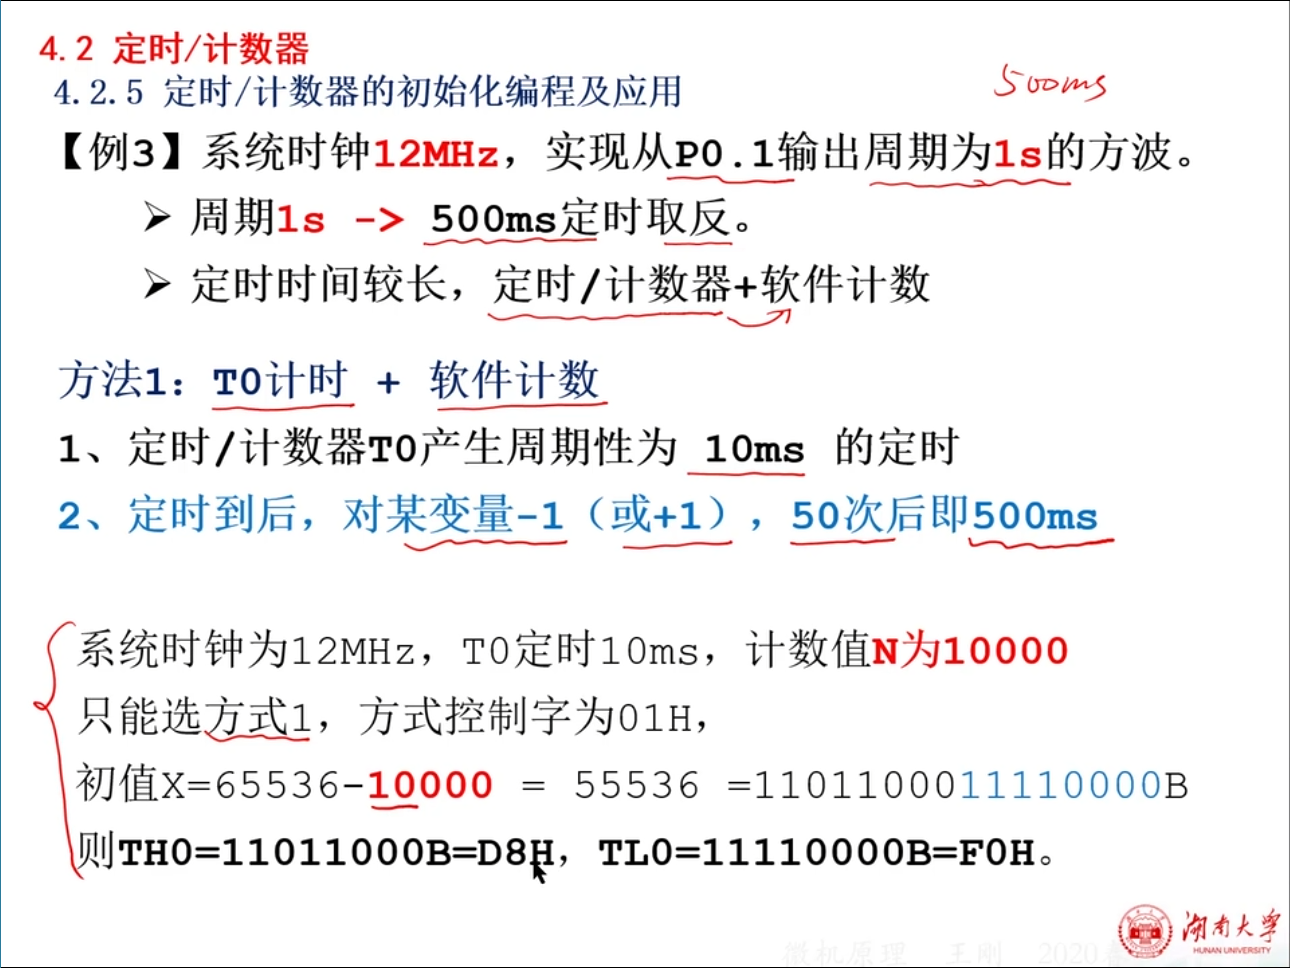 4.2 定时/计数器
4.2.5 定时/计数器的初始化编程及应用
500ms
【例3】系统时钟12MHz，实现从P0.1输出周期为1s的方波。
➢ 周期1s -> 500ms定时取反。
➢ 定时时间较长，定时/计数器+软件计数
方法1：T0计时 + 软件计数
1、定时/计数器T0产生周期性为 10ms 的定时
2、定时到后，对某变量-1（或+1），50次后即500ms
系统时钟为12MHz，T0定时10ms，计数值N为10000
只能选方式1，方式控制字为01H，
初值X=65536-10000 = 55536 =1101100011110000B
则TH0=11011000B=D8H，TL0=11110000B=F0H。
湖南大学
HUNAN UNIVERSITY
微机原理 王刚 2020春